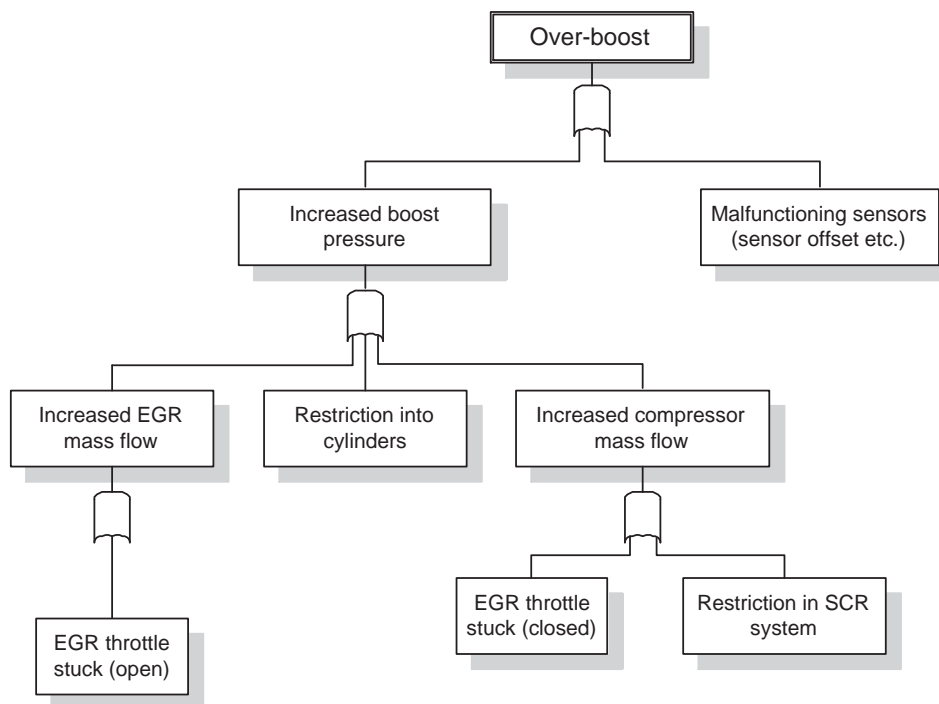 Over-boost
Increased boost
pressure
Malfunctioning sensors
(sensor offset etc.)
Increased EGR
mass flow
Restriction into
cylinders
Increased compressor
mass flow
EGR throttle
stuck (closed)
Restriction in SCR
system
EGR throttle
stuck (open)